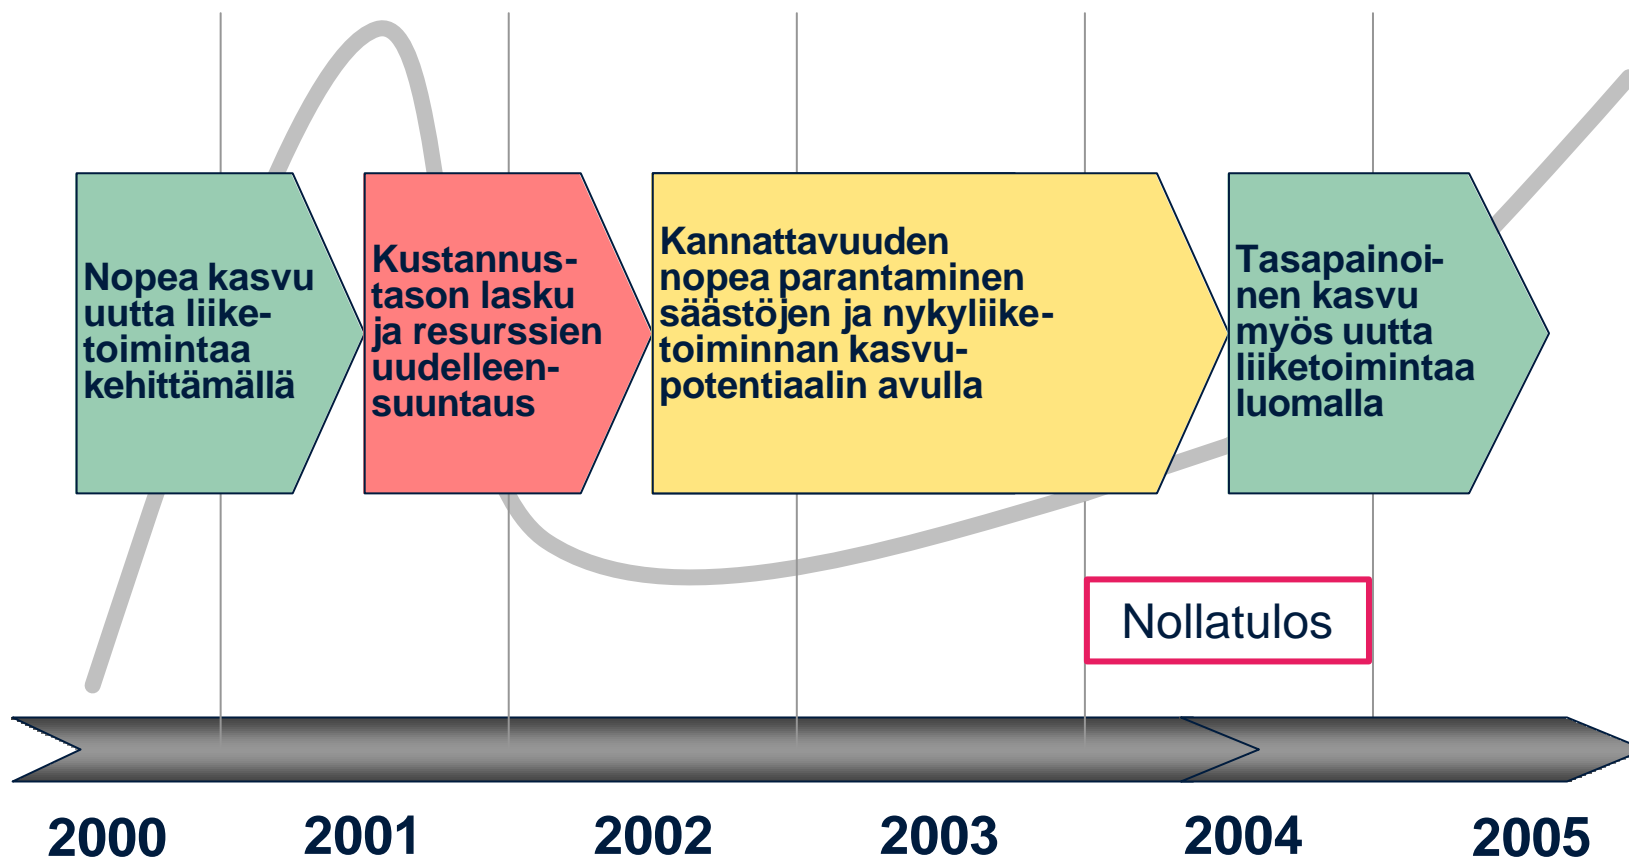 Nopea kasvu
uutta liike-
toimintaa
kehittämällä
Kustannus-
tason lasku
ja resurssien
uudelleen-
suuntaus
Kannattavuuden
nopea parantaminen
säästöjen ja nykyliike-
toiminnan kasvu-
potentiaalin avulla
Tasapainoi-
nen kasvu
myös uutta
liiketoimintaa
luomalla
Nollatulos
2000
2001
2002
2003
2004
2005